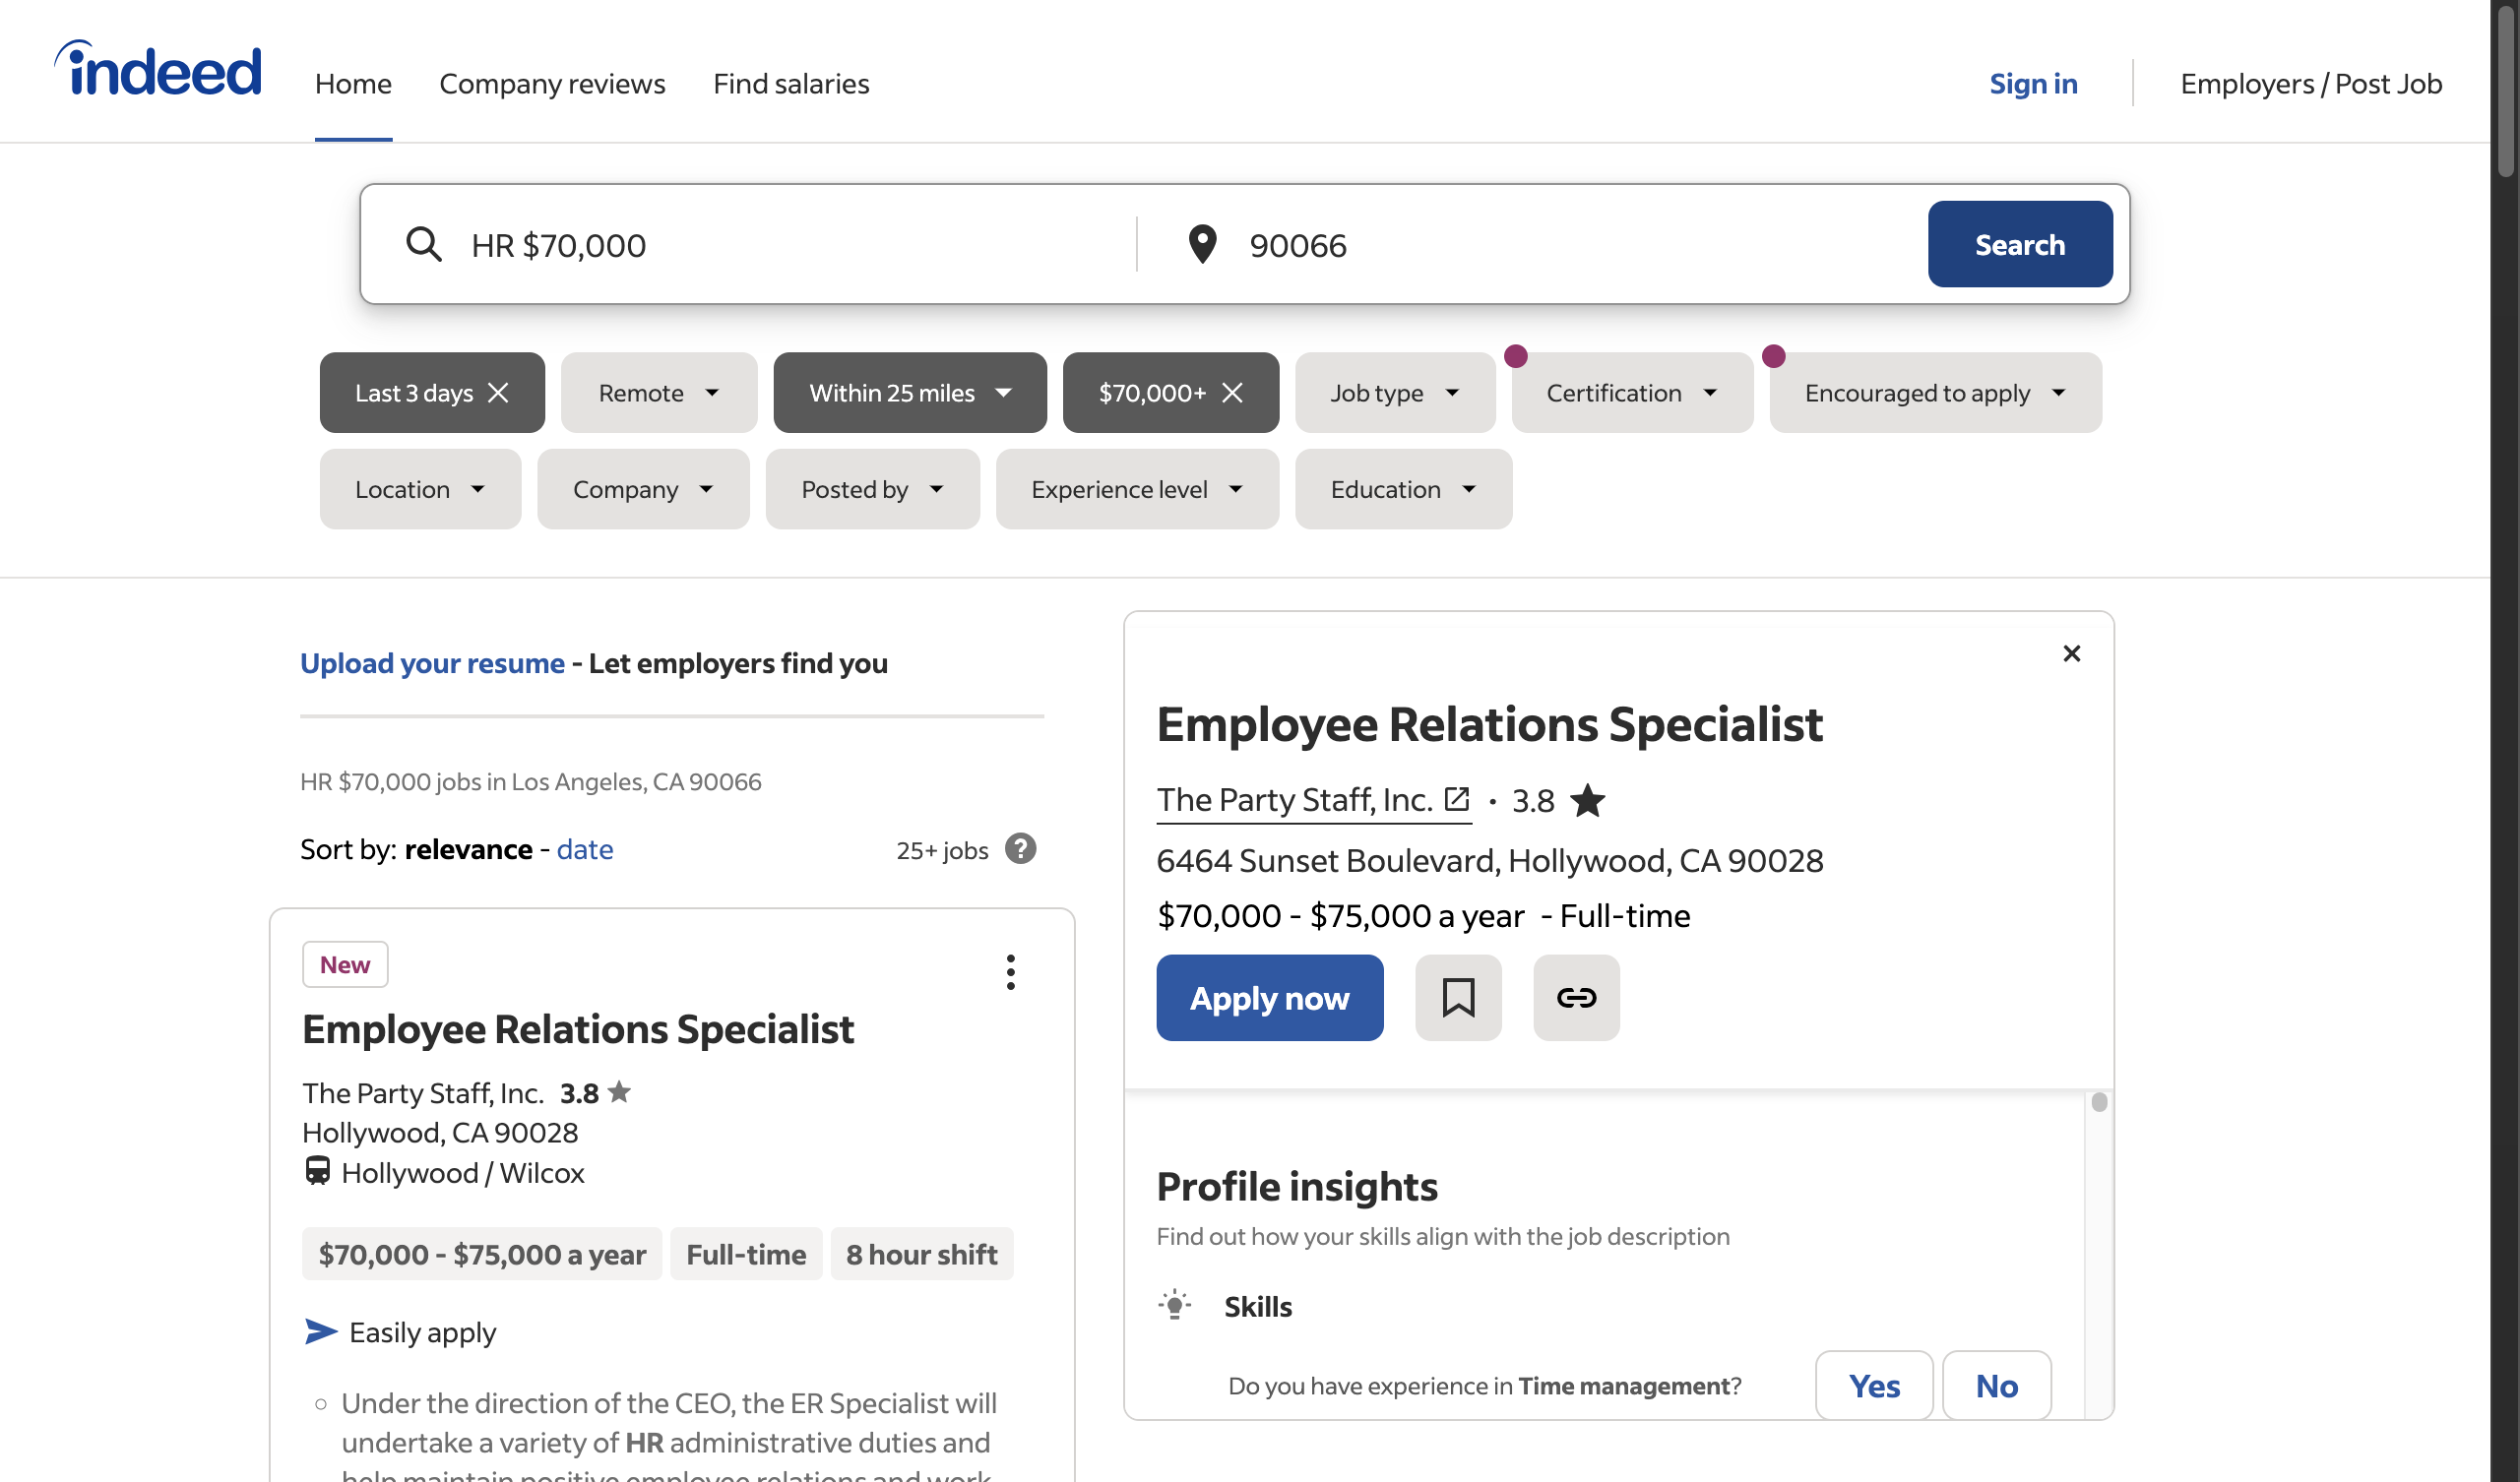 indeed
Home
Company reviews
Find salaries
Sign in
Employers / Post Job
HR $70,000
90066
Search
Last 3 days
Remote
Within 25 miles
$70,000+
Job type
Certification
Encouraged to apply
Location
Company
Posted by
Experience level
Education
Upload your resume - Let employers find you
HR $70,000 jobs in Los Angeles, CA 90066
Sort by: relevance - date
25+ jobs
New
Employee Relations Specialist
The Party Staff, Inc. 3.8
Hollywood, CA 90028
Hollywood / Wilcox
$70,000 - $75,000 a year
Full-time
8 hour shift
Easily apply
Under the direction of the CEO, the ER Specialist will
undertake a variety of HR administrative duties and
help maintain positive employee relations and work
Employee Relations Specialist
The Party Staff, Inc. · 3.8
6464 Sunset Boulevard, Hollywood, CA 90028
$70,000 - $75,000 a year - Full-time
Apply now
Profile insights
Find out how your skills align with the job description
Skills
Do you have experience in Time management?
Yes
No